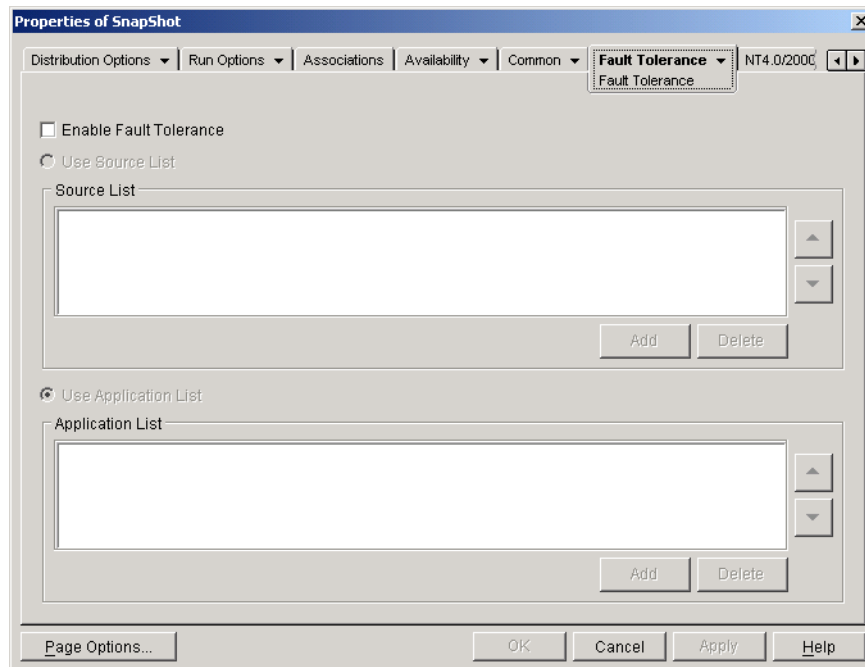 Properties of SnapShot
Distribution Options Run Options Associations Availability Common Fault Tolerance NT4.0/2000
Fault Tolerance
Enable Fault Tolerance
Use Source List
Source List
Add Delete
Use Application List
Application List
Add Delete
Page Options... OK Cancel Apply Help